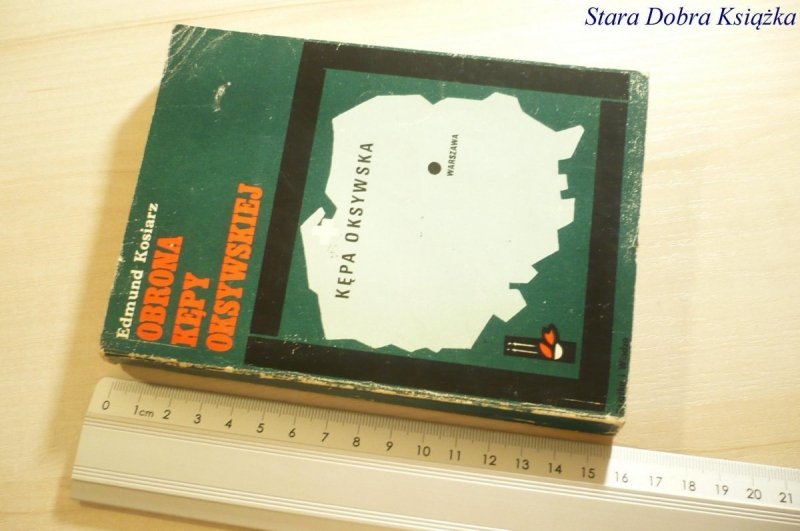 Stara Dobra Książka
Edmund Kosiarz
OBRONA
KĘPY
OKSYWSKIEJ
KĘPA OKSYWSKA
WARSZAWA
0 1cm 2 3 4 5 6 7 8 9 10 11 12 13 14 15 16 17 18 19 20 21